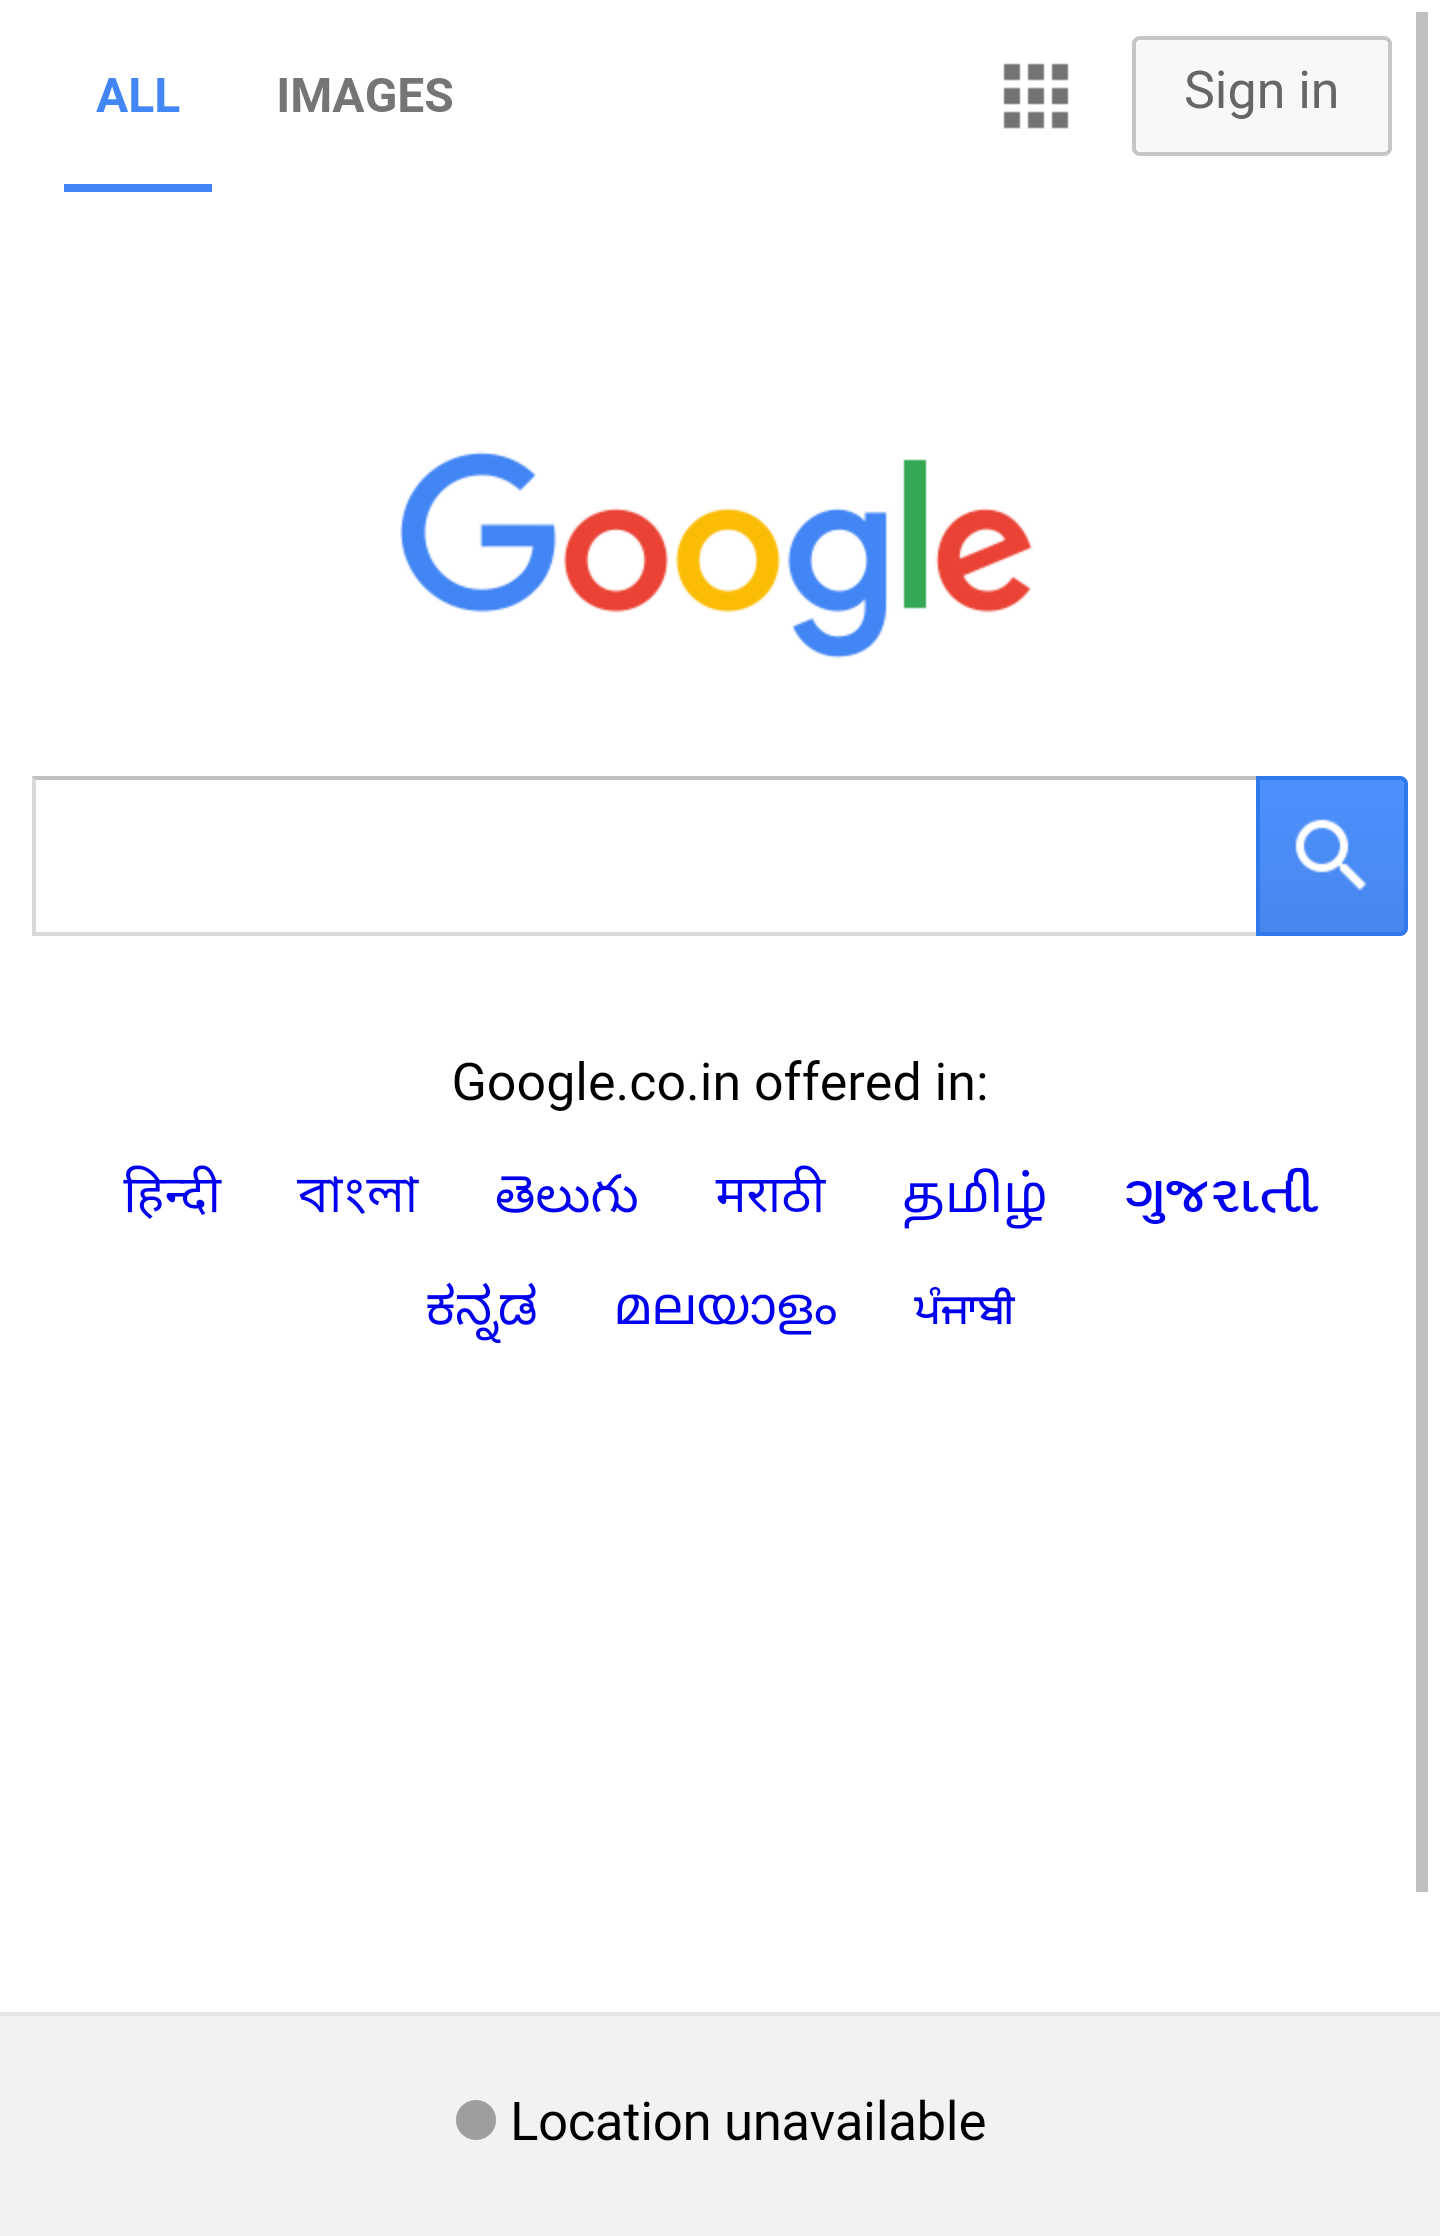 ALL IMAGES Sign in
Google
Google.co.in offered in:
हिन्दी বাংলা తెలుగు मराठी தமிழ் ગુજરાતી
ಕನ್ನಡ മലയാളം ਪੰਜਾਬੀ
Location unavailable